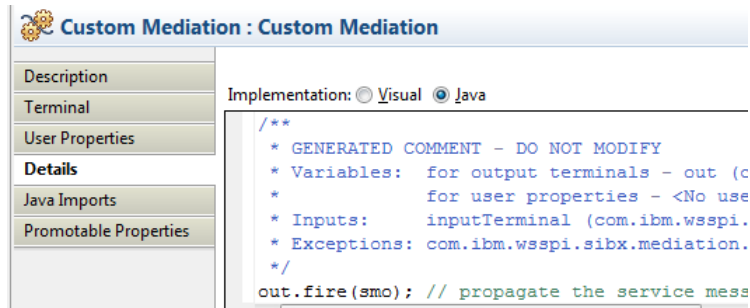 Custom Mediation : Custom Mediation
Description
Terminal
User Properties
Details
Java Imports
Promotable Properties
Implementation: Visual Java
/**
* GENERATED COMMENT - DO NOT MODIFY
* Variables: for output terminals - out (c
* for user properties - <No use
* Inputs: inputTerminal (com.ibm.wsspi.
* Exceptions: com.ibm.wsspi.sibx.mediation.
*/
out.fire(smo); // propagate the service mess